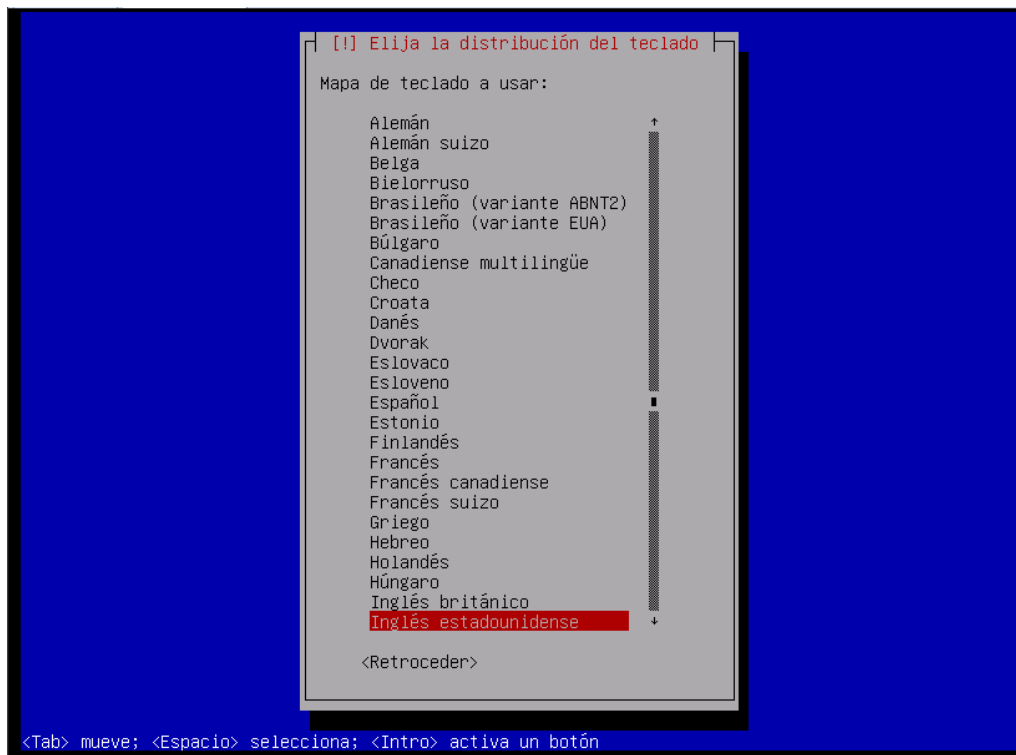 [!] Elija la distribución del teclado
Mapa de teclado a usar:
Alemán
Alemán suizo
Belga
Bielorruso
Brasileño (variante ABNT2)
Brasileño (variante EUA)
Búlgaro
Canadiense multilingüe
Checo
Croata
Danés
Dvorak
Eslovaco
Esloveno
Español
Estonio
Finlandés
Francés
Francés canadiense
Francés suizo
Griego
Hebreo
Holandés
Húngaro
Inglés británico
Inglés estadounidense
<Retroceder>
<Tab> mueve; <Espacio> selecciona; <Intro> activa un botón